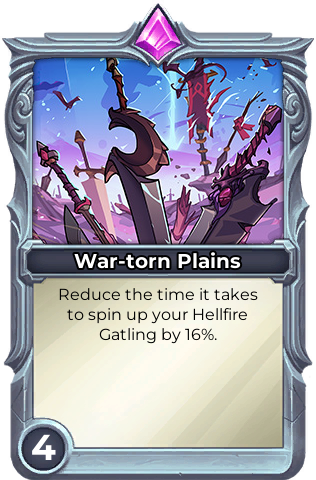 War-torn Plains
Reduce the time it takes
to spin up your Hellfire
Gatling by 16%.
4